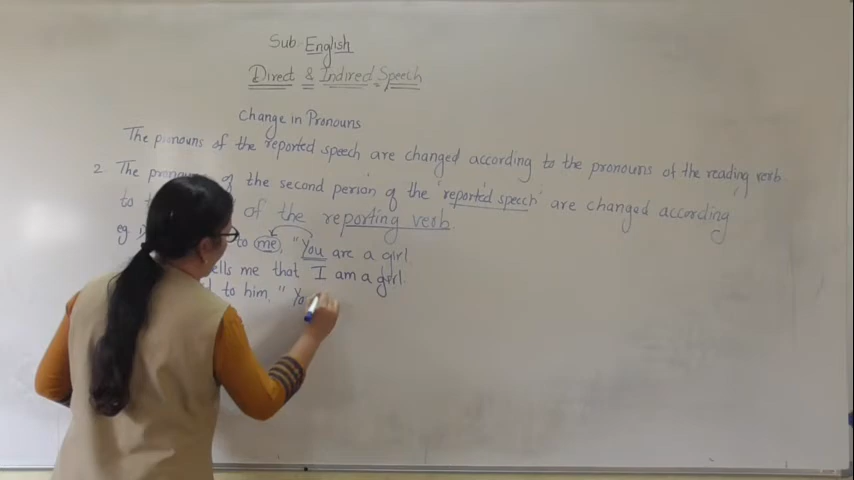 Sub English
Direct & Indirect Speech
Change in Pronouns
The pronouns of the reported speech are changed according to the pronouns of the reading verb
2 The of the second person of the 'reported speech' are changed according
to of the reporting verb.
eg to me, "You are a girl
me that I am a girl.
to him, " Yo